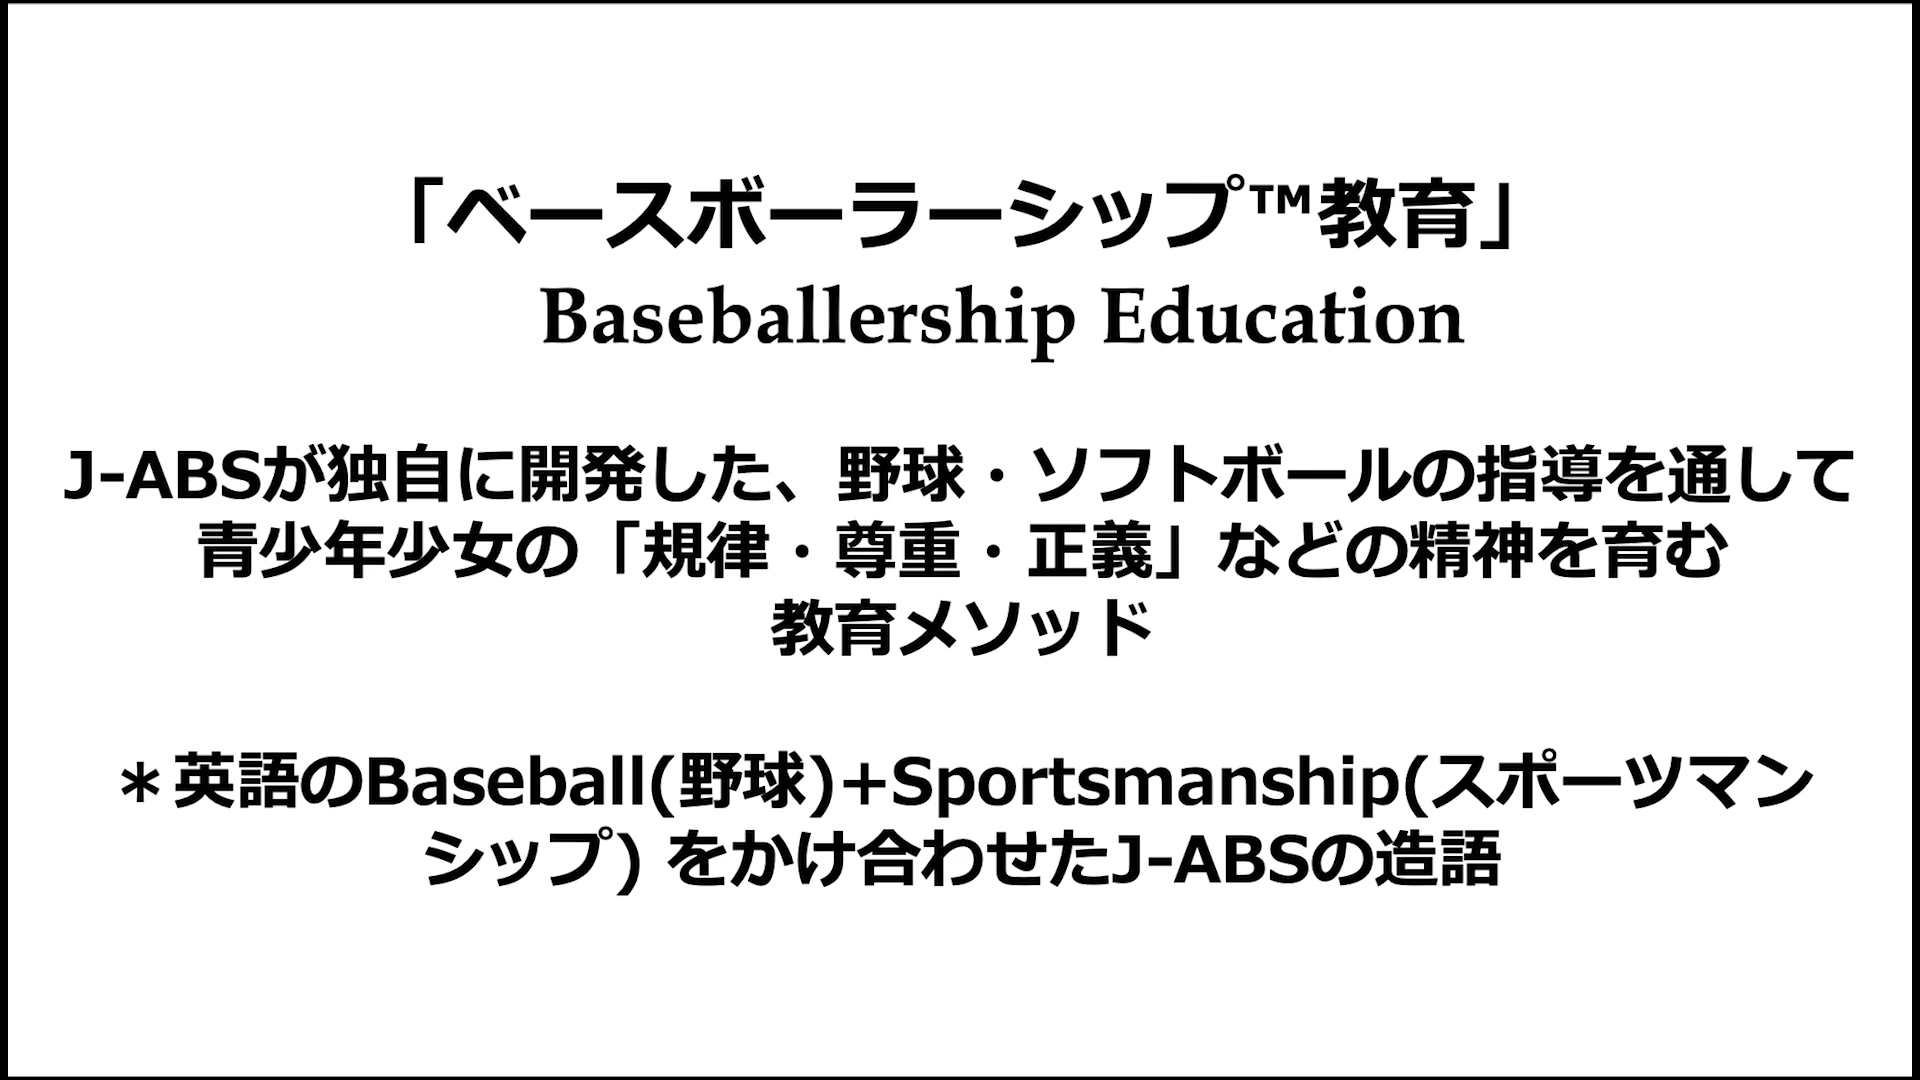 「ベースボーラーシップ™教育」
Baseballership Education
J-ABSが独自に開発した、野球・ソフトボールの指導を通して
青少年少女の「規律・尊重・正義」などの精神を育む
教育メソッド
＊英語のBaseball(野球)+Sportsmanship(スポーツマン
シップ) をかけ合わせたJ-ABSの造語